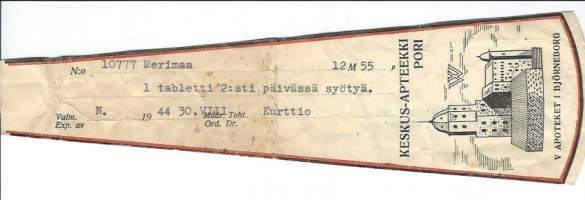 N:o 10777 Merimaa 12 M 55 „
1 tabletti 2:sti päivässä syötyä.
Valm. N. 19 44 30.VIII Määr. Toht. Kurttio
Exp. av Ord. Dr.
KESKUS-APTEEKKI
PORI
V APOTEKET i BJÖRNEBORG